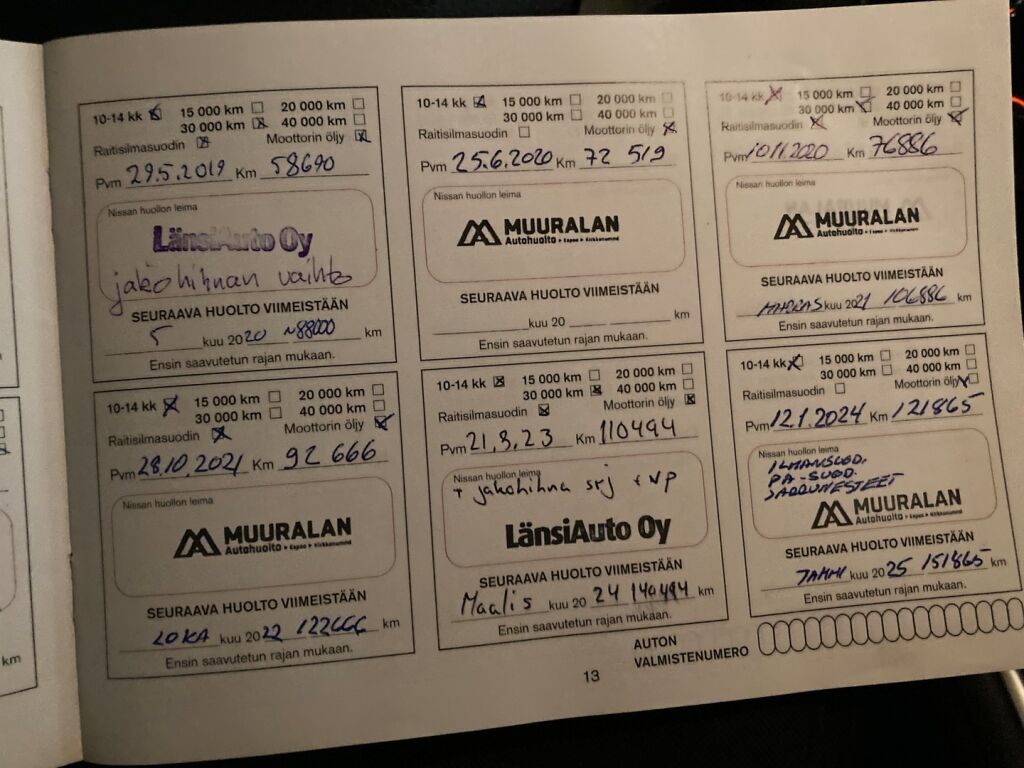 10-14 kk 15 000 km 20 000 km
30 000 km 40 000 km
Raitisilmasuodin Moottorin öljy
Pvm 29.5.2019 Km 58690
Nissan huollon leima
LänsiAuto Oy
jakohihnan vaihto
SEURAAVA HUOLTO VIIMEISTÄÄN
5 kuu 2020 ~88000 km
Ensin saavutetun rajan mukaan.
10-14 kk 15 000 km 20 000 km
30 000 km 40 000 km
Raitisilmasuodin Moottorin öljy
Pvm 25.6.2020 Km 72 519
Nissan huollon leima
MUURALAN
Autohuolto Espoo Kirkkonummi
SEURAAVA HUOLTO VIIMEISTÄÄN
kuu 20 km
Ensin saavutetun rajan mukaan.
10-14 kk 15 000 km 20 000 km
30 000 km 40 000 km
Raitisilmasuodin Moottorin öljy
Pvm 10.11.2020 Km 76886
Nissan huollon leima
MUURALAN
Autohuolto Espoo Kirkkonummi
SEURAAVA HUOLTO VIIMEISTÄÄN
MARRAS kuu 2021 106886 km
Ensin saavutetun rajan mukaan.
10-14 kk 15 000 km 20 000 km
30 000 km 40 000 km
Raitisilmasuodin Moottorin öljy
Pvm 28.10.2021 Km 92 666
Nissan huollon leima
MUURALAN
Autohuolto Espoo Kirkkonummi
SEURAAVA HUOLTO VIIMEISTÄÄN
LOKA kuu 2022 122666 km
Ensin saavutetun rajan mukaan.
10-14 kk 15 000 km 20 000 km
30 000 km 40 000 km
Raitisilmasuodin Moottorin öljy
Pvm 21.3.23 Km 110494
Nissan huollon leima
+ jakohihna srj + vp
LänsiAuto Oy
SEURAAVA HUOLTO VIIMEISTÄÄN
Maalis kuu 2024 140494 km
Ensin saavutetun rajan mukaan.
10-14 kk 15 000 km 20 000 km
30 000 km 40 000 km
Raitisilmasuodin Moottorin öljy
Pvm 12.1.2024 Km 121865
Nissan huollon leima
ILMANSUOD.
PA-SUOD.
JARRUNESTEET
MUURALAN
Autohuolto Espoo Kirkkonummi
SEURAAVA HUOLTO VIIMEISTÄÄN
TAMMI kuu 2025 151865 km
Ensin saavutetun rajan mukaan.
AUTON
VALMISTENUMERO
13
km